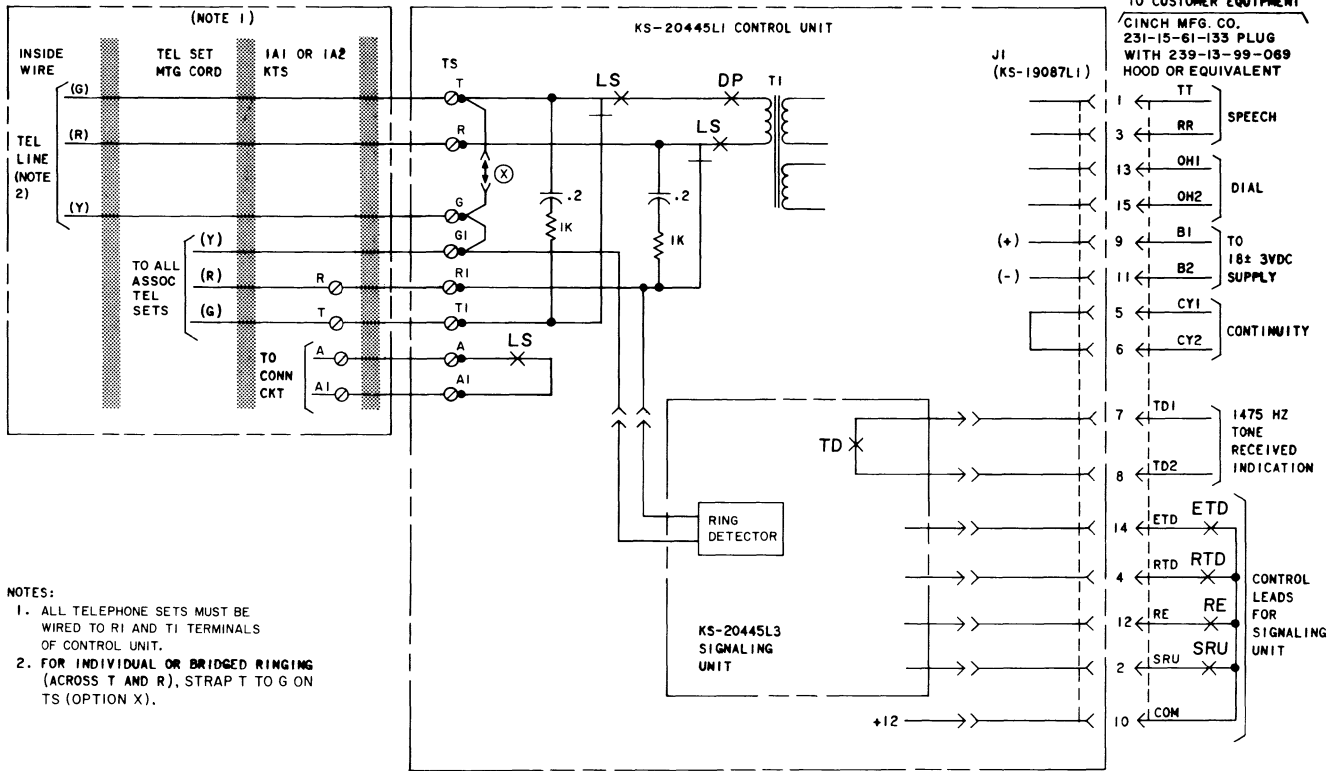 (NOTE 1)
INSIDE WIRE
TEL SET MTG CORD
1A1 OR 1A2 KTS
(G)
(R)
TEL LINE (NOTE 2)
(Y)
(Y)
(R)
(G)
TO ALL ASSOC TEL SETS
R
T
TO CONN CKT
A
A1
KS-20445L1 CONTROL UNIT
TS
T
R
G
G1
R1
T1
A
A1
X
LS
LS
DP
T1
.2
1K
.2
1K
LS
TD
RING DETECTOR
KS-20445L3 SIGNALING UNIT
+12
J1
(KS-19087L1)
(+)
(-)
TO CUSTOMER EQUIPMENT
CINCH MFG. CO.
231-15-61-133 PLUG
WITH 239-13-99-069
HOOD OR EQUIVALENT
1 TT
3 RR
SPEECH
13 OH1
15 OH2
DIAL
9 B1
11 B2
TO
18± 3VDC
SUPPLY
5 CY1
6 CY2
CONTINUITY
7 TD1
8 TD2
1475 HZ
TONE
RECEIVED
INDICATION
14 ETD ETD
4 RTD RTD
12 RE RE
2 SRU SRU
10 COM
CONTROL
LEADS
FOR
SIGNALING
UNIT
NOTES:
1. ALL TELEPHONE SETS MUST BE
WIRED TO R1 AND T1 TERMINALS
OF CONTROL UNIT.
2. FOR INDIVIDUAL OR BRIDGED RINGING
(ACROSS T AND R), STRAP T TO G ON
TS (OPTION X).